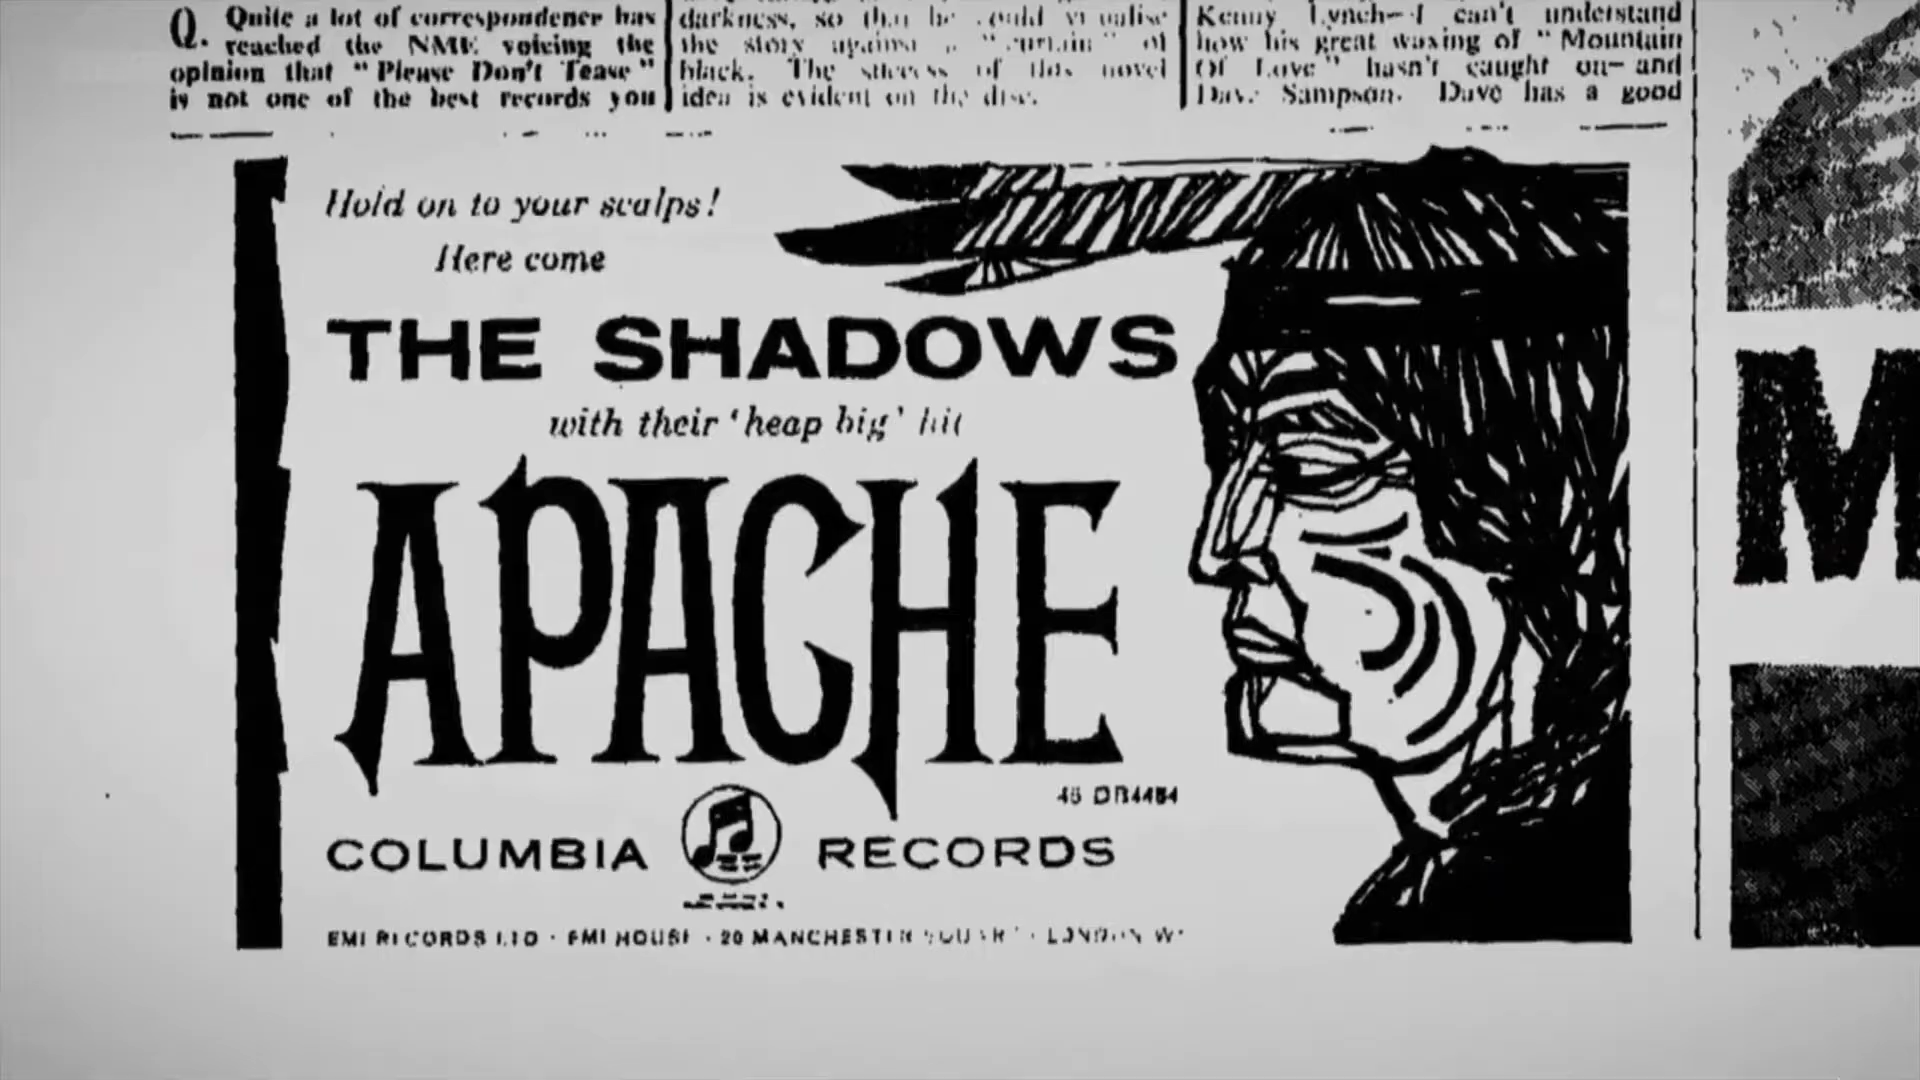 Q. Quite a lot of correspondence has
reached the NME voicing the
opinion that "Please Don't Tease"
is not one of the best records you
darkness, so that he could visualise
the story against a "curtain" of
black. The success of this novel
idea is evident on the disc.
Kenny Lynch—I can't understand
how his great waxing of "Mountain
Of Love" hasn't caught on—and
Dave Sampson. Dave has a good
Hold on to your scalps!
Here come
THE SHADOWS
with their 'heap big' hit
APACHE
45 DB4484
COLUMBIA RECORDS
EMI RECORDS LTD · EMI HOUSE · 20 MANCHESTER SQUARE · LONDON W1
M